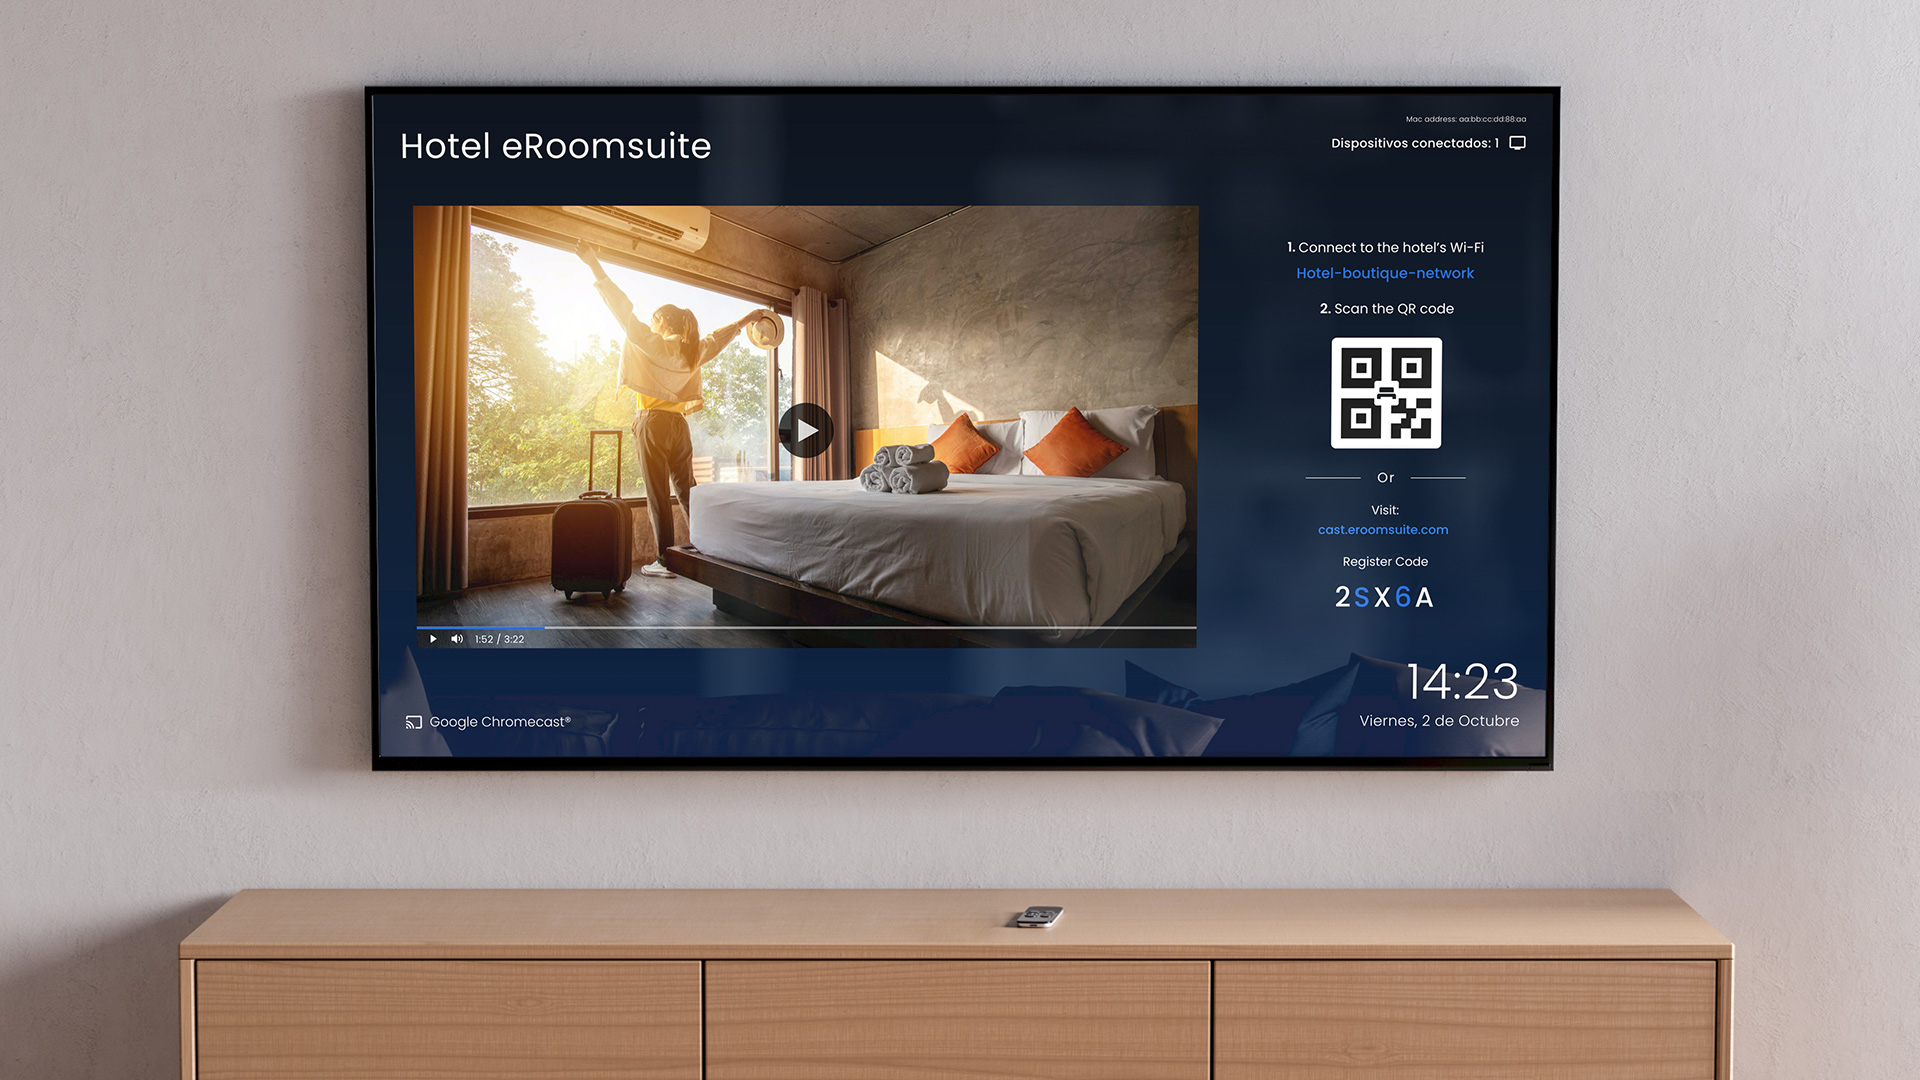 Hotel eRoomsuite
Mac address: aa:bb:cc:dd:88:aa
Dispositivos conectados: 1
1. Connect to the hotel's Wi-Fi
Hotel-boutique-network
2. Scan the QR code
Or
Visit:
cast.eroomsuite.com
Register Code
2SX6A
1:52 / 3:22
14:23
Viernes, 2 de Octubre
Google Chromecast®